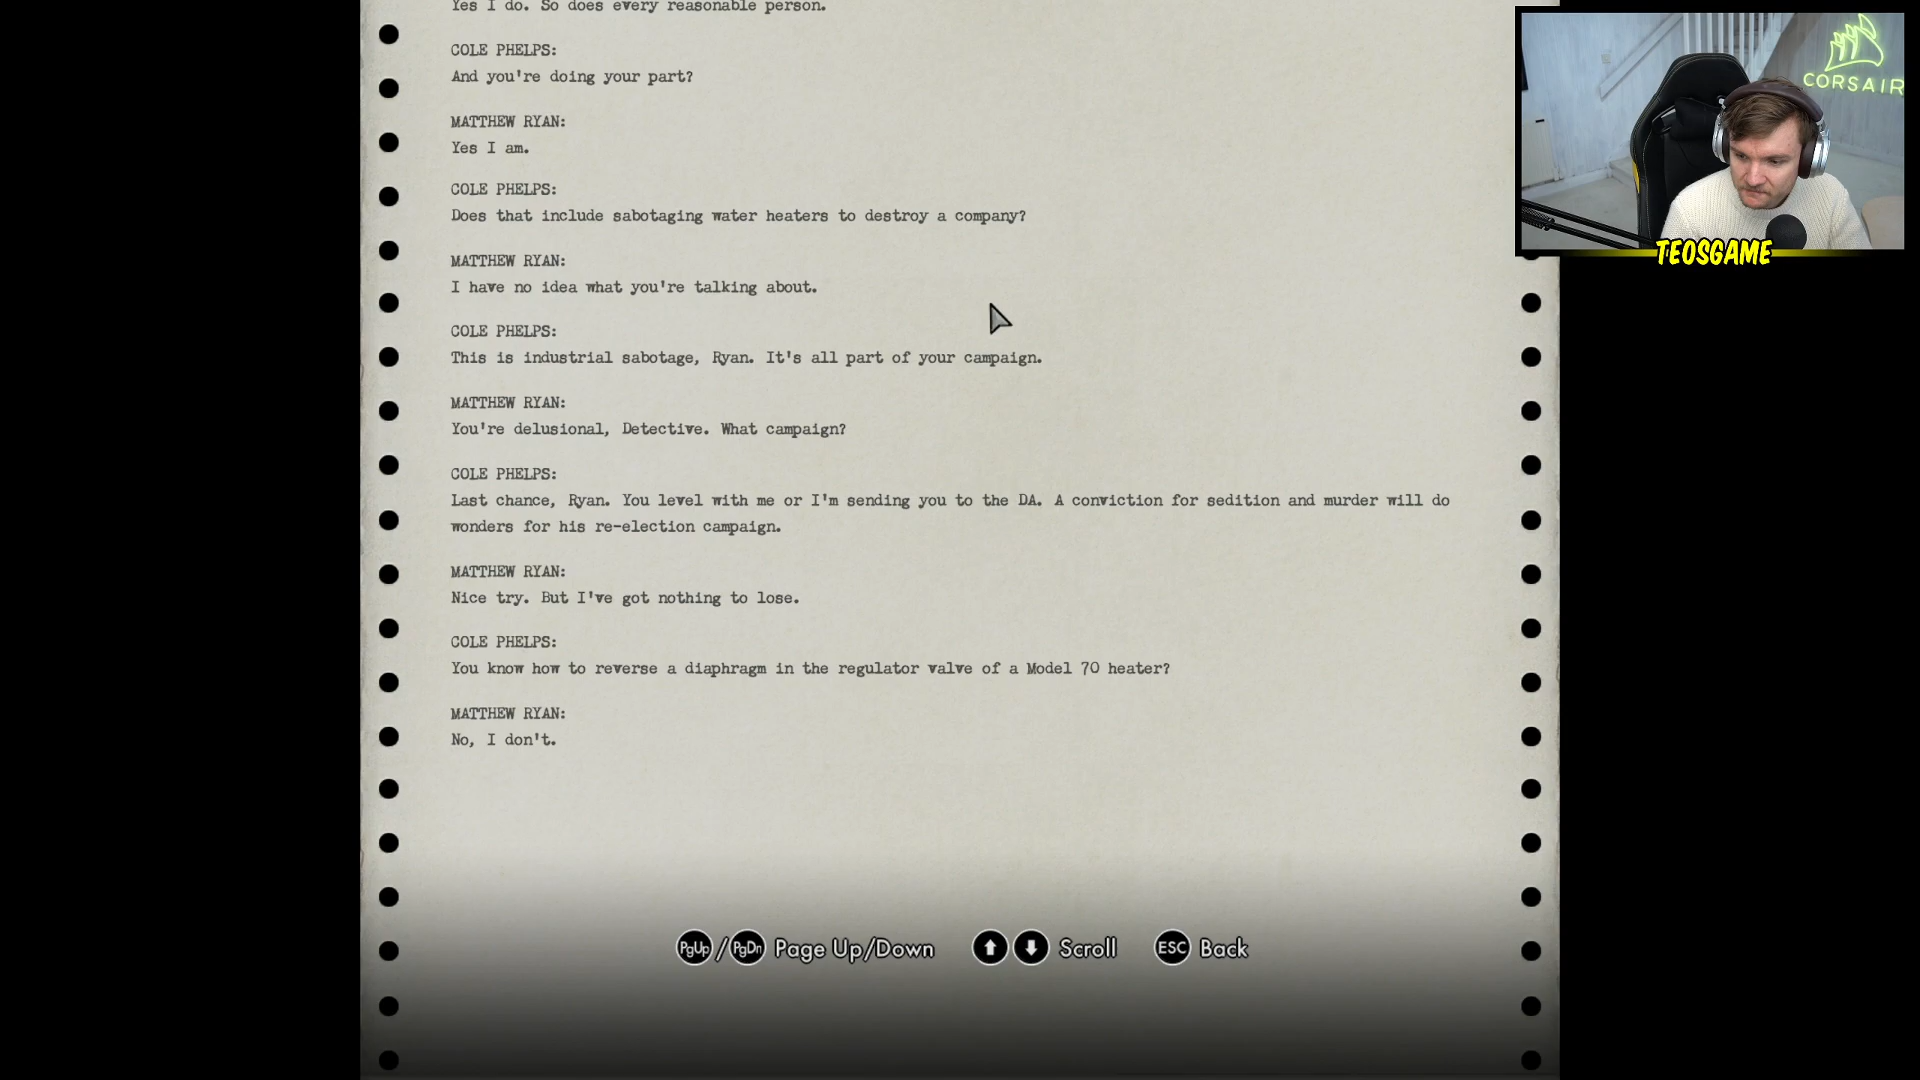 Yes I do. So does every reasonable person.
COLE PHELPS:
And you're doing your part?
MATTHEW RYAN:
Yes I am.
COLE PHELPS:
Does that include sabotaging water heaters to destroy a company?
MATTHEW RYAN:
I have no idea what you're talking about.
COLE PHELPS:
This is industrial sabotage, Ryan. It's all part of your campaign.
MATTHEW RYAN:
You're delusional, Detective. What campaign?
COLE PHELPS:
Last chance, Ryan. You level with me or I'm sending you to the DA. A conviction for sedition and murder will do
wonders for his re-election campaign.
MATTHEW RYAN:
Nice try. But I've got nothing to lose.
COLE PHELPS:
You know how to reverse a diaphragm in the regulator valve of a Model 70 heater?
MATTHEW RYAN:
No, I don't.
PgUp / PgDn Page Up/Down Scroll ESC Back
CORSAIR
TEOSGAME